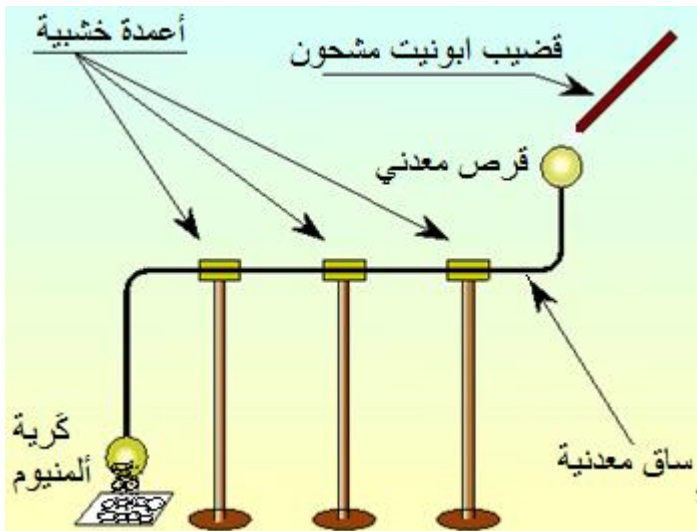 أعمدة خشبية
قضيب ابونيت مشحون
قرص معدني
كَرية
ألمنيوم
ساق معدنية